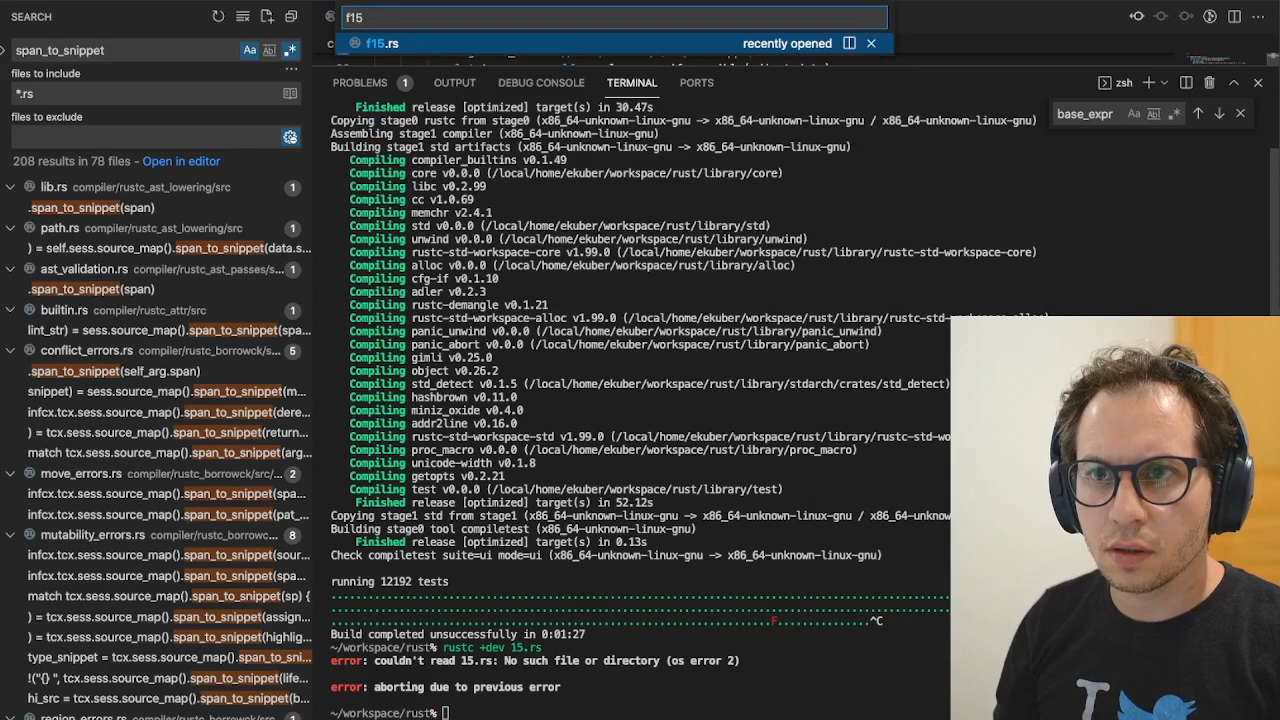 SEARCH
span_to_snippet
Aa
Ab
files to include
*.rs
files to exclude
208 results in 78 files - Open in editor
lib.rs compiler/rustc_ast_lowering/src 1
.span_to_snippet(span)
path.rs compiler/rustc_ast_lowering/src 1
) = self.sess.source_map().span_to_snippet(data.s...
ast_validation.rs compiler/rustc_ast_passes/s... 1
.span_to_snippet(span)
builtin.rs compiler/rustc_attr/src 1
lint_str) = sess.source_map().span_to_snippet(spa...
conflict_errors.rs compiler/rustc_borrowck/s... 5
.span_to_snippet(self_arg.span)
snippet) = sess.source_map().span_to_snippet(m...
infcx.tcx.sess.source_map().span_to_snippet(dere...
) = tcx.sess.source_map().span_to_snippet(return...
match tcx.sess.source_map().span_to_snippet(arg...
move_errors.rs compiler/rustc_borrowck/src/... 2
infcx.tcx.sess.source_map().span_to_snippet(spa...
infcx.tcx.sess.source_map().span_to_snippet(pat_...
mutability_errors.rs compiler/rustc_borrowc... 8
infcx.tcx.sess.source_map().span_to_snippet(sour...
infcx.tcx.sess.source_map().span_to_snippet(spa...
match tcx.sess.source_map().span_to_snippet(sp) {
) = tcx.sess.source_map().span_to_snippet(assign...
) = tcx.sess.source_map().span_to_snippet(highlig...
type_snippet = tcx.sess.source_map().span_to_sni...
!("{} ", tcx.sess.source_map().span_to_snippet(life...
hi_src = tcx.sess.source_map().span_to_snippet(b...
f15
f15.rs recently opened
PROBLEMS 1 OUTPUT DEBUG CONSOLE TERMINAL PORTS
zsh
base_expr Aa Ab
Finished release [optimized] target(s) in 30.47s
Copying stage0 rustc from stage0 (x86_64-unknown-linux-gnu -> x86_64-unknown-linux-gnu / x86_64-unknown-linux-gnu)
Assembling stage1 compiler (x86_64-unknown-linux-gnu)
Building stage1 std artifacts (x86_64-unknown-linux-gnu -> x86_64-unknown-linux-gnu)
Compiling compiler_builtins v0.1.49
Compiling core v0.0.0 (/local/home/ekuber/workspace/rust/library/core)
Compiling libc v0.2.99
Compiling cc v1.0.69
Compiling memchr v2.4.1
Compiling std v0.0.0 (/local/home/ekuber/workspace/rust/library/std)
Compiling unwind v0.0.0 (/local/home/ekuber/workspace/rust/library/unwind)
Compiling rustc-std-workspace-core v1.99.0 (/local/home/ekuber/workspace/rust/library/rustc-std-workspace-core)
Compiling alloc v0.0.0 (/local/home/ekuber/workspace/rust/library/alloc)
Compiling cfg-if v0.1.10
Compiling adler v0.2.3
Compiling rustc-demangle v0.1.21
Compiling rustc-std-workspace-alloc v1.99.0 (/local/home/ekuber/workspace/rust/library/rustc-std-workspace-alloc)
Compiling panic_unwind v0.0.0 (/local/home/ekuber/workspace/rust/library/panic_unwind)
Compiling panic_abort v0.0.0 (/local/home/ekuber/workspace/rust/library/panic_abort)
Compiling gimli v0.25.0
Compiling object v0.26.2
Compiling std_detect v0.1.5 (/local/home/ekuber/workspace/rust/library/stdarch/crates/std_detect)
Compiling hashbrown v0.11.0
Compiling miniz_oxide v0.4.0
Compiling addr2line v0.16.0
Compiling rustc-std-workspace-std v1.99.0 (/local/home/ekuber/workspace/rust/library/rustc-std-wo
Compiling proc_macro v0.0.0 (/local/home/ekuber/workspace/rust/library/proc_macro)
Compiling unicode-width v0.1.8
Compiling getopts v0.2.21
Compiling test v0.0.0 (/local/home/ekuber/workspace/rust/library/test)
Finished release [optimized] target(s) in 52.12s
Copying stage1 std from stage1 (x86_64-unknown-linux-gnu -> x86_64-unknown-linux-gnu / x86_64-unknow
Building stage0 tool compiletest (x86_64-unknown-linux-gnu)
Finished release [optimized] target(s) in 0.13s
Check compiletest suite=ui mode=ui (x86_64-unknown-linux-gnu -> x86_64-unknown-linux-gnu)
running 12192 tests
F..............^C
Build completed unsuccessfully in 0:01:27
~/workspace/rust% rustc +dev 15.rs
error: couldn't read 15.rs: No such file or directory (os error 2)
error: aborting due to previous error
~/workspace/rust%
I